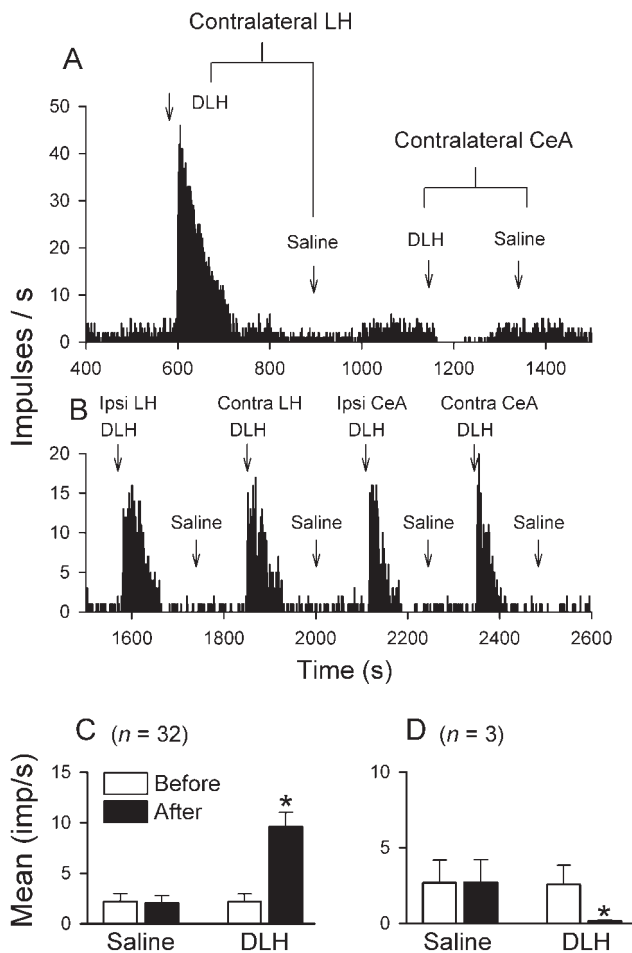 Contralateral LH
A
DLH
Contralateral CeA
Saline
DLH
Saline
50
40
30
20
10
0
400 600 800 1000 1200 1400
Impulses / s
B
Ipsi LH Contra LH Ipsi CeA Contra CeA
DLH DLH DLH DLH
Saline Saline Saline Saline
20
15
10
5
0
1600 1800 2000 2200 2400 2600
Time (s)
C (n = 32)
D (n = 3)
Mean (imp/s)
15
10
5
0
Before
After
*
Saline DLH
10
5
0
*
Saline DLH